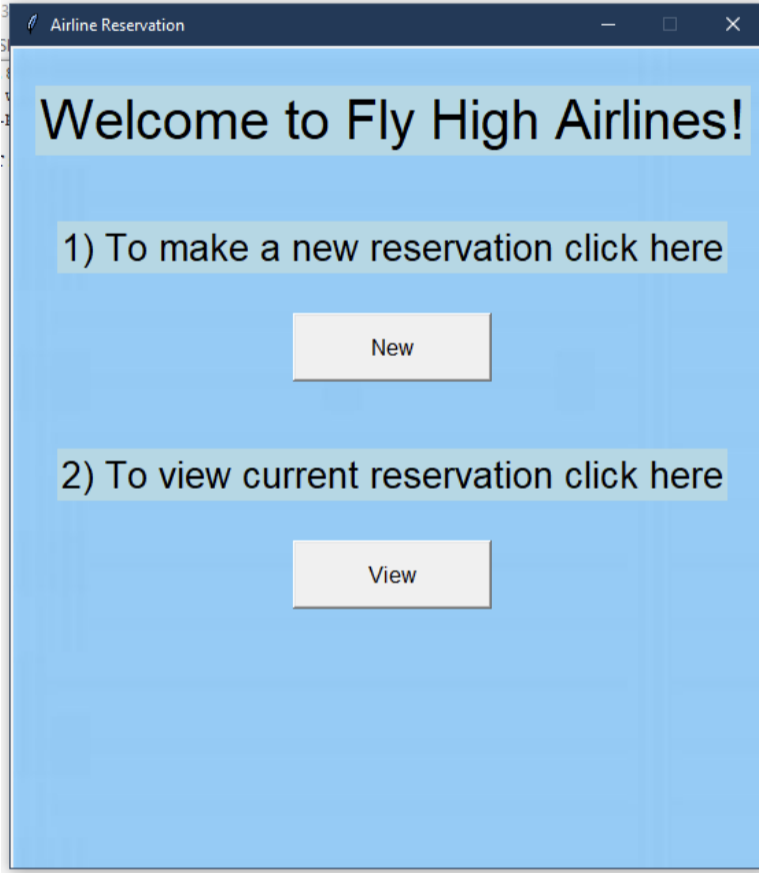 Airline Reservation
Welcome to Fly High Airlines!
1) To make a new reservation click here
New
2) To view current reservation click here
View